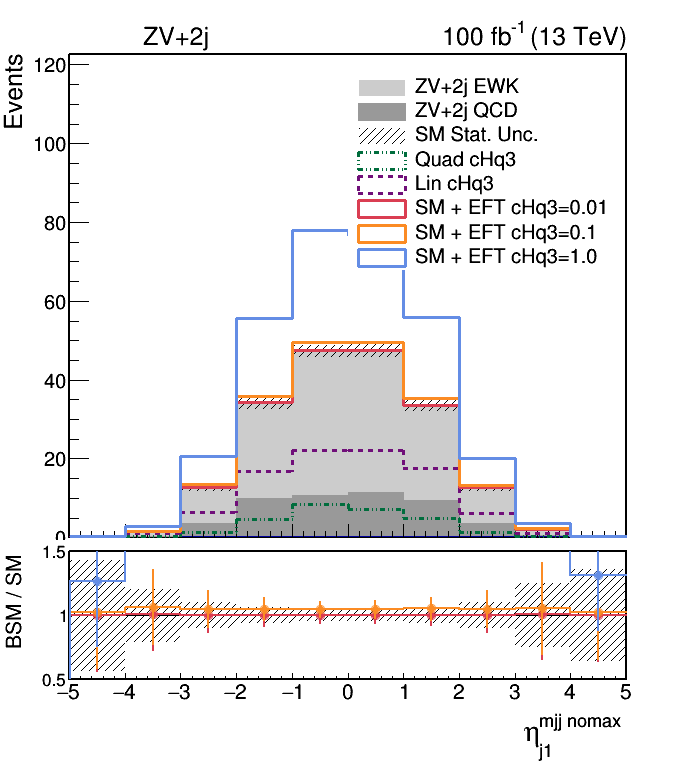 ZV+2j 100 fb⁻¹ (13 TeV)
Events
120
100
80
60
40
20
0
ZV+2j EWK
ZV+2j QCD
SM Stat. Unc.
Quad cHq3
Lin cHq3
SM + EFT cHq3=0.01
SM + EFT cHq3=0.1
SM + EFT cHq3=1.0
BSM / SM
1.5
1
0.5
−5 −4 −3 −2 −1 0 1 2 3 4 5
η_{j1}^{mjj nomax}